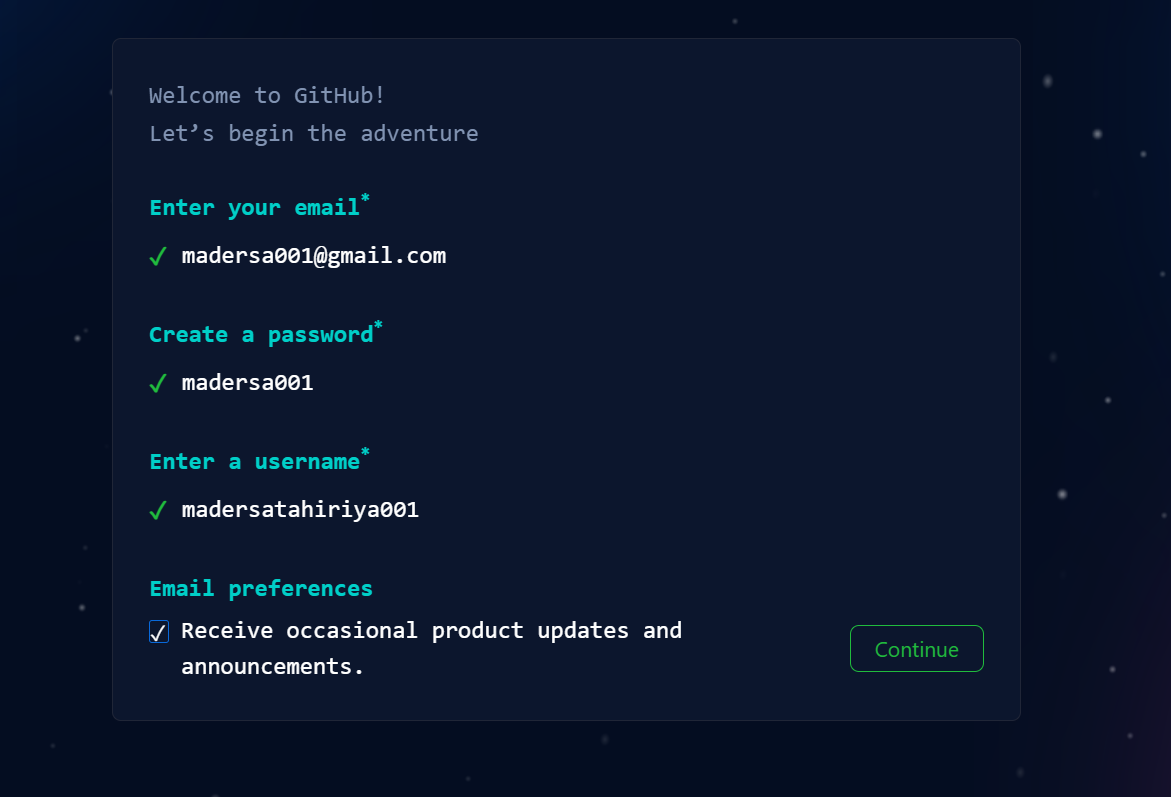 Welcome to GitHub!
Let’s begin the adventure
Enter your email*
✓ madersa001@gmail.com
Create a password*
✓ madersa001
Enter a username*
✓ madersatahiriya001
Email preferences
✓ Receive occasional product updates and
announcements.
Continue